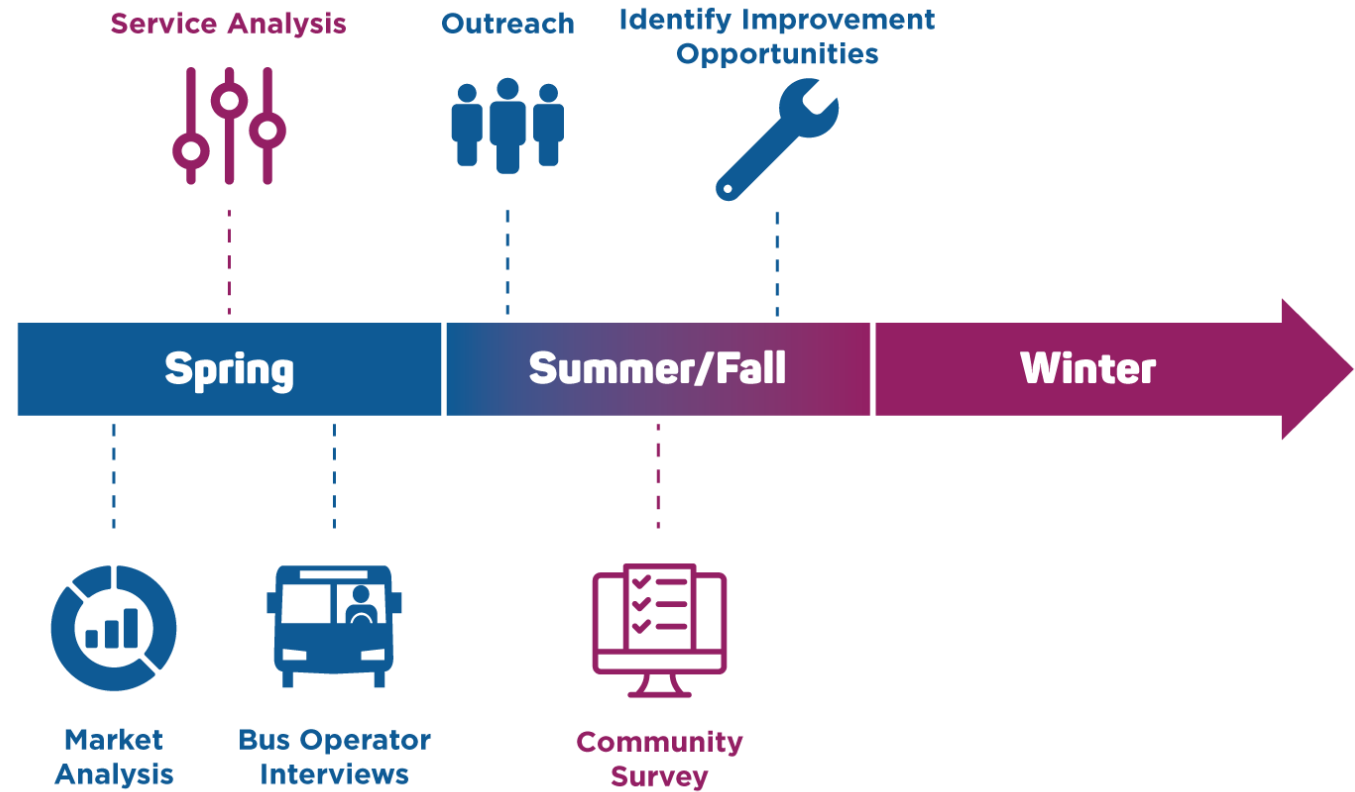 Service Analysis
Outreach
Identify Improvement
Opportunities
Spring
Summer/Fall
Winter
Market
Analysis
Bus Operator
Interviews
Community
Survey